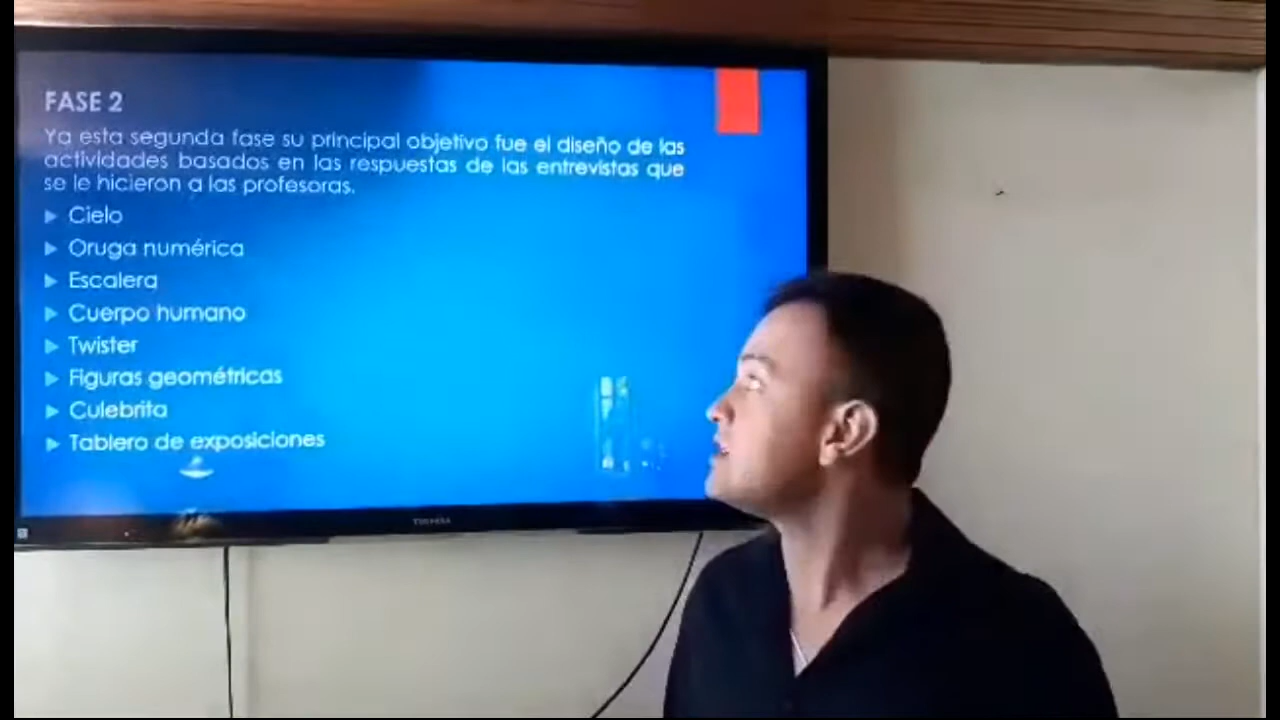 FASE 2
Ya esta segunda fase su principal objetivo fue el diseño de las
actividades basados en las respuestas de las entrevistas que
se le hicieron a las profesoras.
Cielo
Oruga numérica
Escalera
Cuerpo humano
Twister
Figuras geométricas
Culebrita
Tablero de exposiciones
TOSHIBA